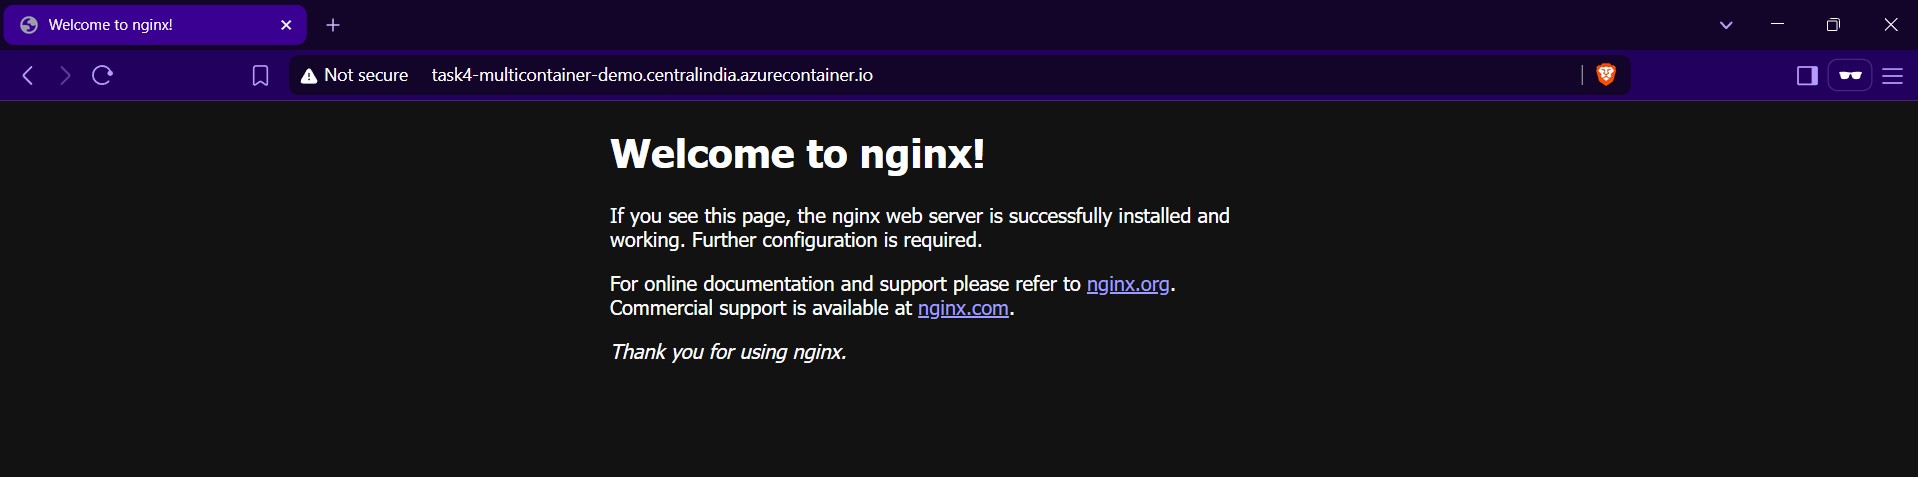 Welcome to nginx!
Not secure task4-multicontainer-demo.centralindia.azurecontainer.io
Welcome to nginx!
If you see this page, the nginx web server is successfully installed and
working. Further configuration is required.
For online documentation and support please refer to nginx.org.
Commercial support is available at nginx.com.
Thank you for using nginx.